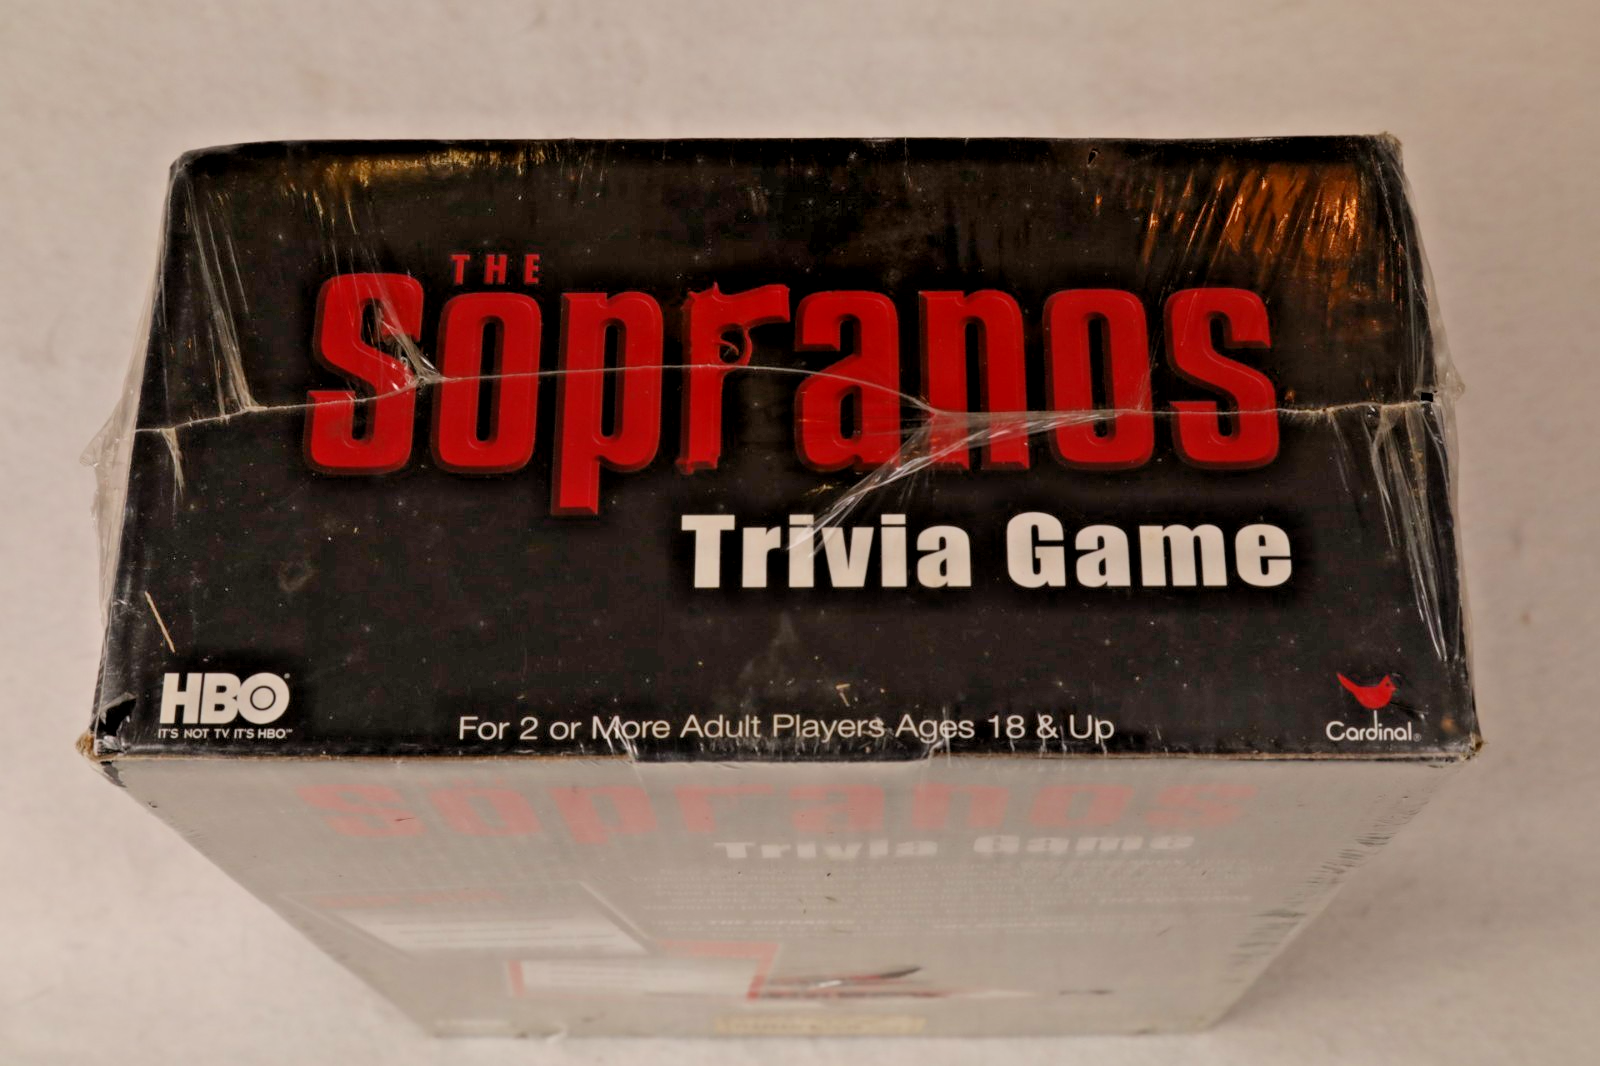 THE
Sopranos
Trivia Game
HBO
IT'S NOT TV. IT'S HBO.™
For 2 or More Adult Players Ages 18 & Up
Cardinal®
Sopranos
Trivia Game